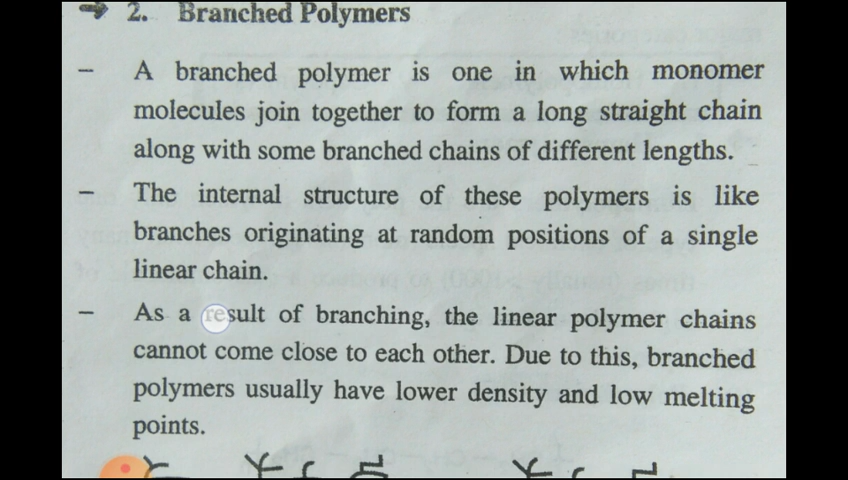 → 2. Branched Polymers
– A branched polymer is one in which monomer
molecules join together to form a long straight chain
along with some branched chains of different lengths.
– The internal structure of these polymers is like
branches originating at random positions of a single
linear chain.
– As a result of branching, the linear polymer chains
cannot come close to each other. Due to this, branched
polymers usually have lower density and low melting
points.